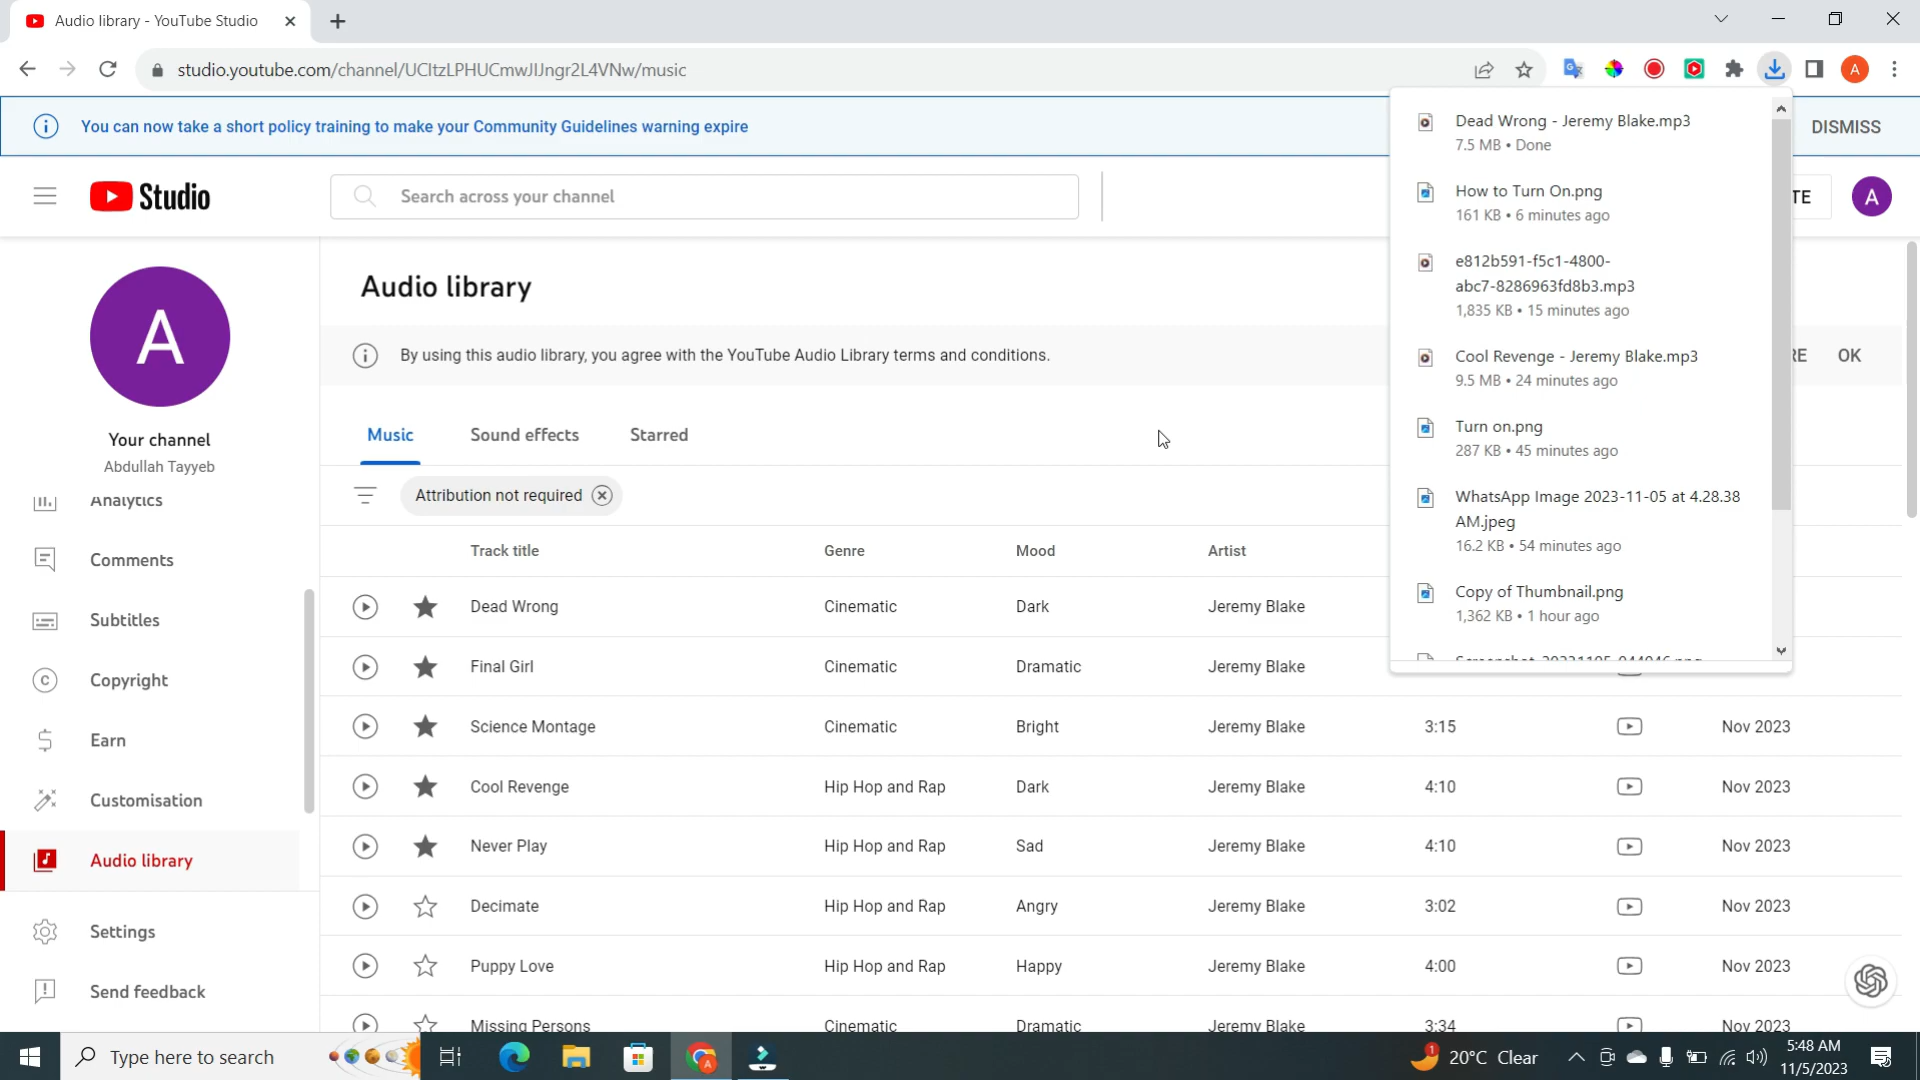 Audio library - YouTube Studio
studio.youtube.com/channel/UCItzLPHUCmwJIJngr2L4VNw/music
A
You can now take a short policy training to make your Community Guidelines warning expire
DISMISS
Studio
Search across your channel
TE
A
Dead Wrong - Jeremy Blake.mp3
7.5 MB • Done
How to Turn On.png
161 KB • 6 minutes ago
e812b591-f5c1-4800-
abc7-8286963fd8b3.mp3
1,835 KB • 15 minutes ago
Cool Revenge - Jeremy Blake.mp3
9.5 MB • 24 minutes ago
Turn on.png
287 KB • 45 minutes ago
WhatsApp Image 2023-11-05 at 4.28.38
AM.jpeg
16.2 KB • 54 minutes ago
Copy of Thumbnail.png
1,362 KB • 1 hour ago
A
Your channel
Abdullah Tayyeb
Analytics
Comments
Subtitles
Copyright
Earn
Customisation
Audio library
Settings
Send feedback
Audio library
By using this audio library, you agree with the YouTube Audio Library terms and conditions.
RE OK
Music Sound effects Starred
Attribution not required
Track title Genre Mood Artist
Dead Wrong Cinematic Dark Jeremy Blake
Final Girl Cinematic Dramatic Jeremy Blake
Science Montage Cinematic Bright Jeremy Blake 3:15 Nov 2023
Cool Revenge Hip Hop and Rap Dark Jeremy Blake 4:10 Nov 2023
Never Play Hip Hop and Rap Sad Jeremy Blake 4:10 Nov 2023
Decimate Hip Hop and Rap Angry Jeremy Blake 3:02 Nov 2023
Puppy Love Hip Hop and Rap Happy Jeremy Blake 4:00 Nov 2023
Missing Persons Cinematic Dramatic Jeremy Blake 3:34 Nov 2023
Type here to search
1
20°C Clear
5:48 AM
11/5/2023